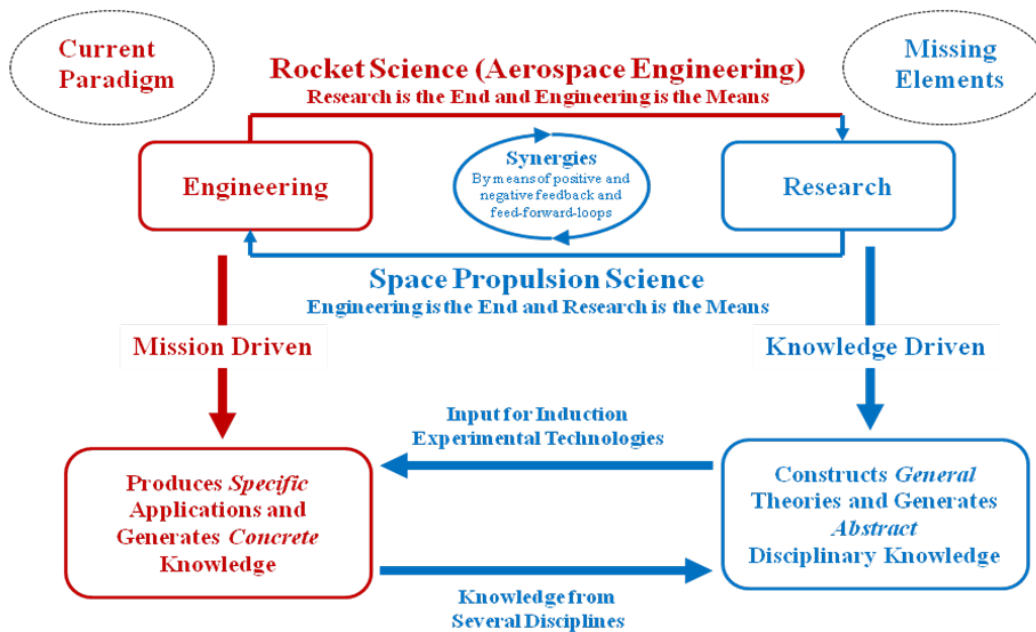 Current
Paradigm
Missing
Elements
Rocket Science (Aerospace Engineering)
Research is the End and Engineering is the Means
Engineering
Synergies
By means of positive and
negative feedback and
feed-forward-loops
Research
Space Propulsion Science
Engineering is the End and Research is the Means
Mission Driven
Knowledge Driven
Input for Induction
Experimental Technologies
Produces Specific
Applications and
Generates Concrete
Knowledge
Constructs General
Theories and Generates
Abstract
Disciplinary Knowledge
Knowledge from
Several Disciplines